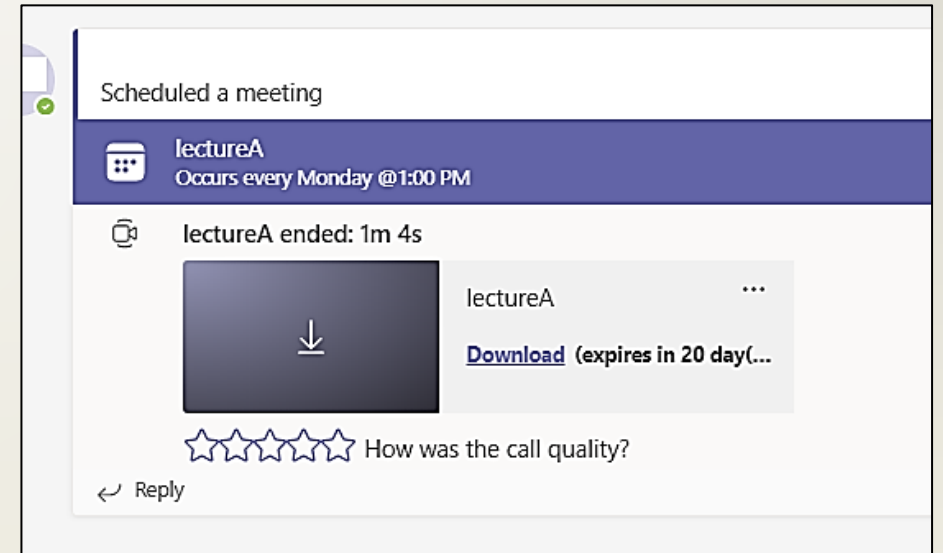 Scheduled a meeting
lectureA
Occurs every Monday @1:00 PM
lectureA ended: 1m 4s
lectureA
...
Download (expires in 20 day(...
How was the call quality?
Reply